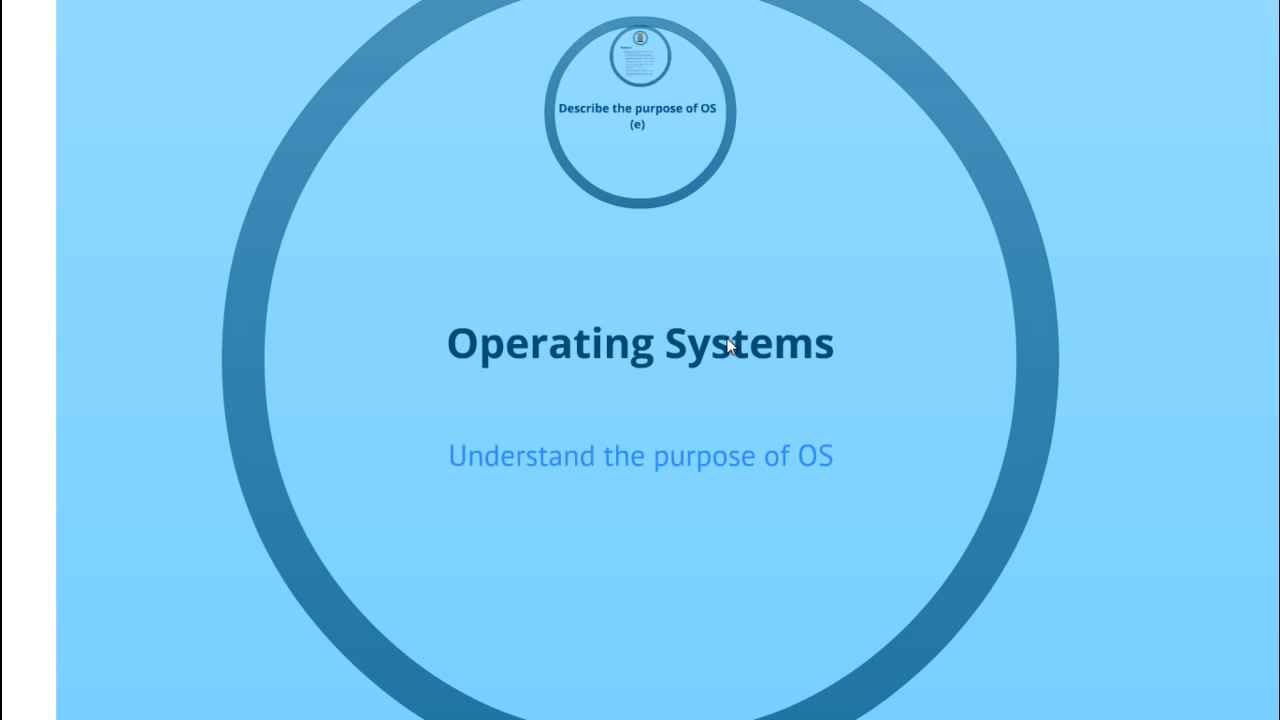 Describe the purpose of OS
(e)
Operating Systems
Understand the purpose of OS